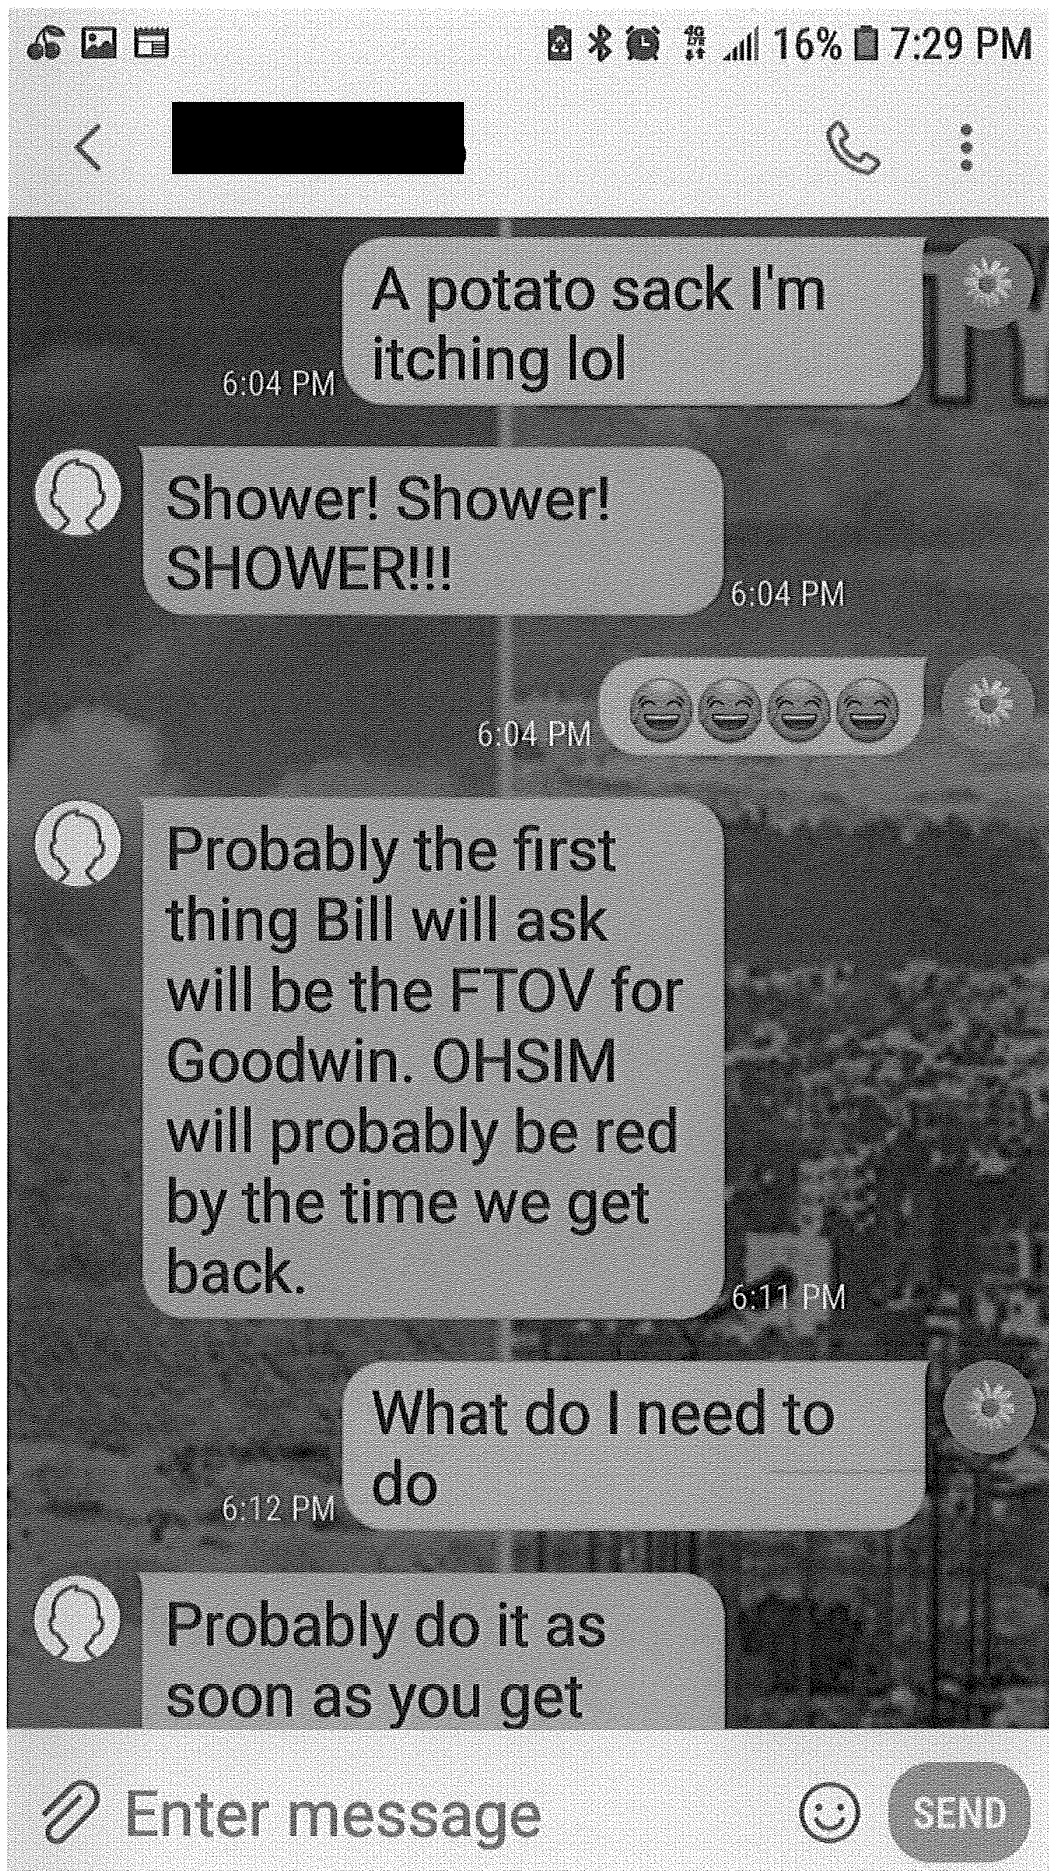 4G LTE 16% 7:29 PM
A potato sack I'm
itching lol
6:04 PM
Shower! Shower!
SHOWER!!!
6:04 PM
😂😂😂😂
6:04 PM
Probably the first
thing Bill will ask
will be the FTOV for
Goodwin. OHSIM
will probably be red
by the time we get
back.
6:11 PM
What do I need to
do
6:12 PM
Probably do it as
soon as you get
Enter message
SEND